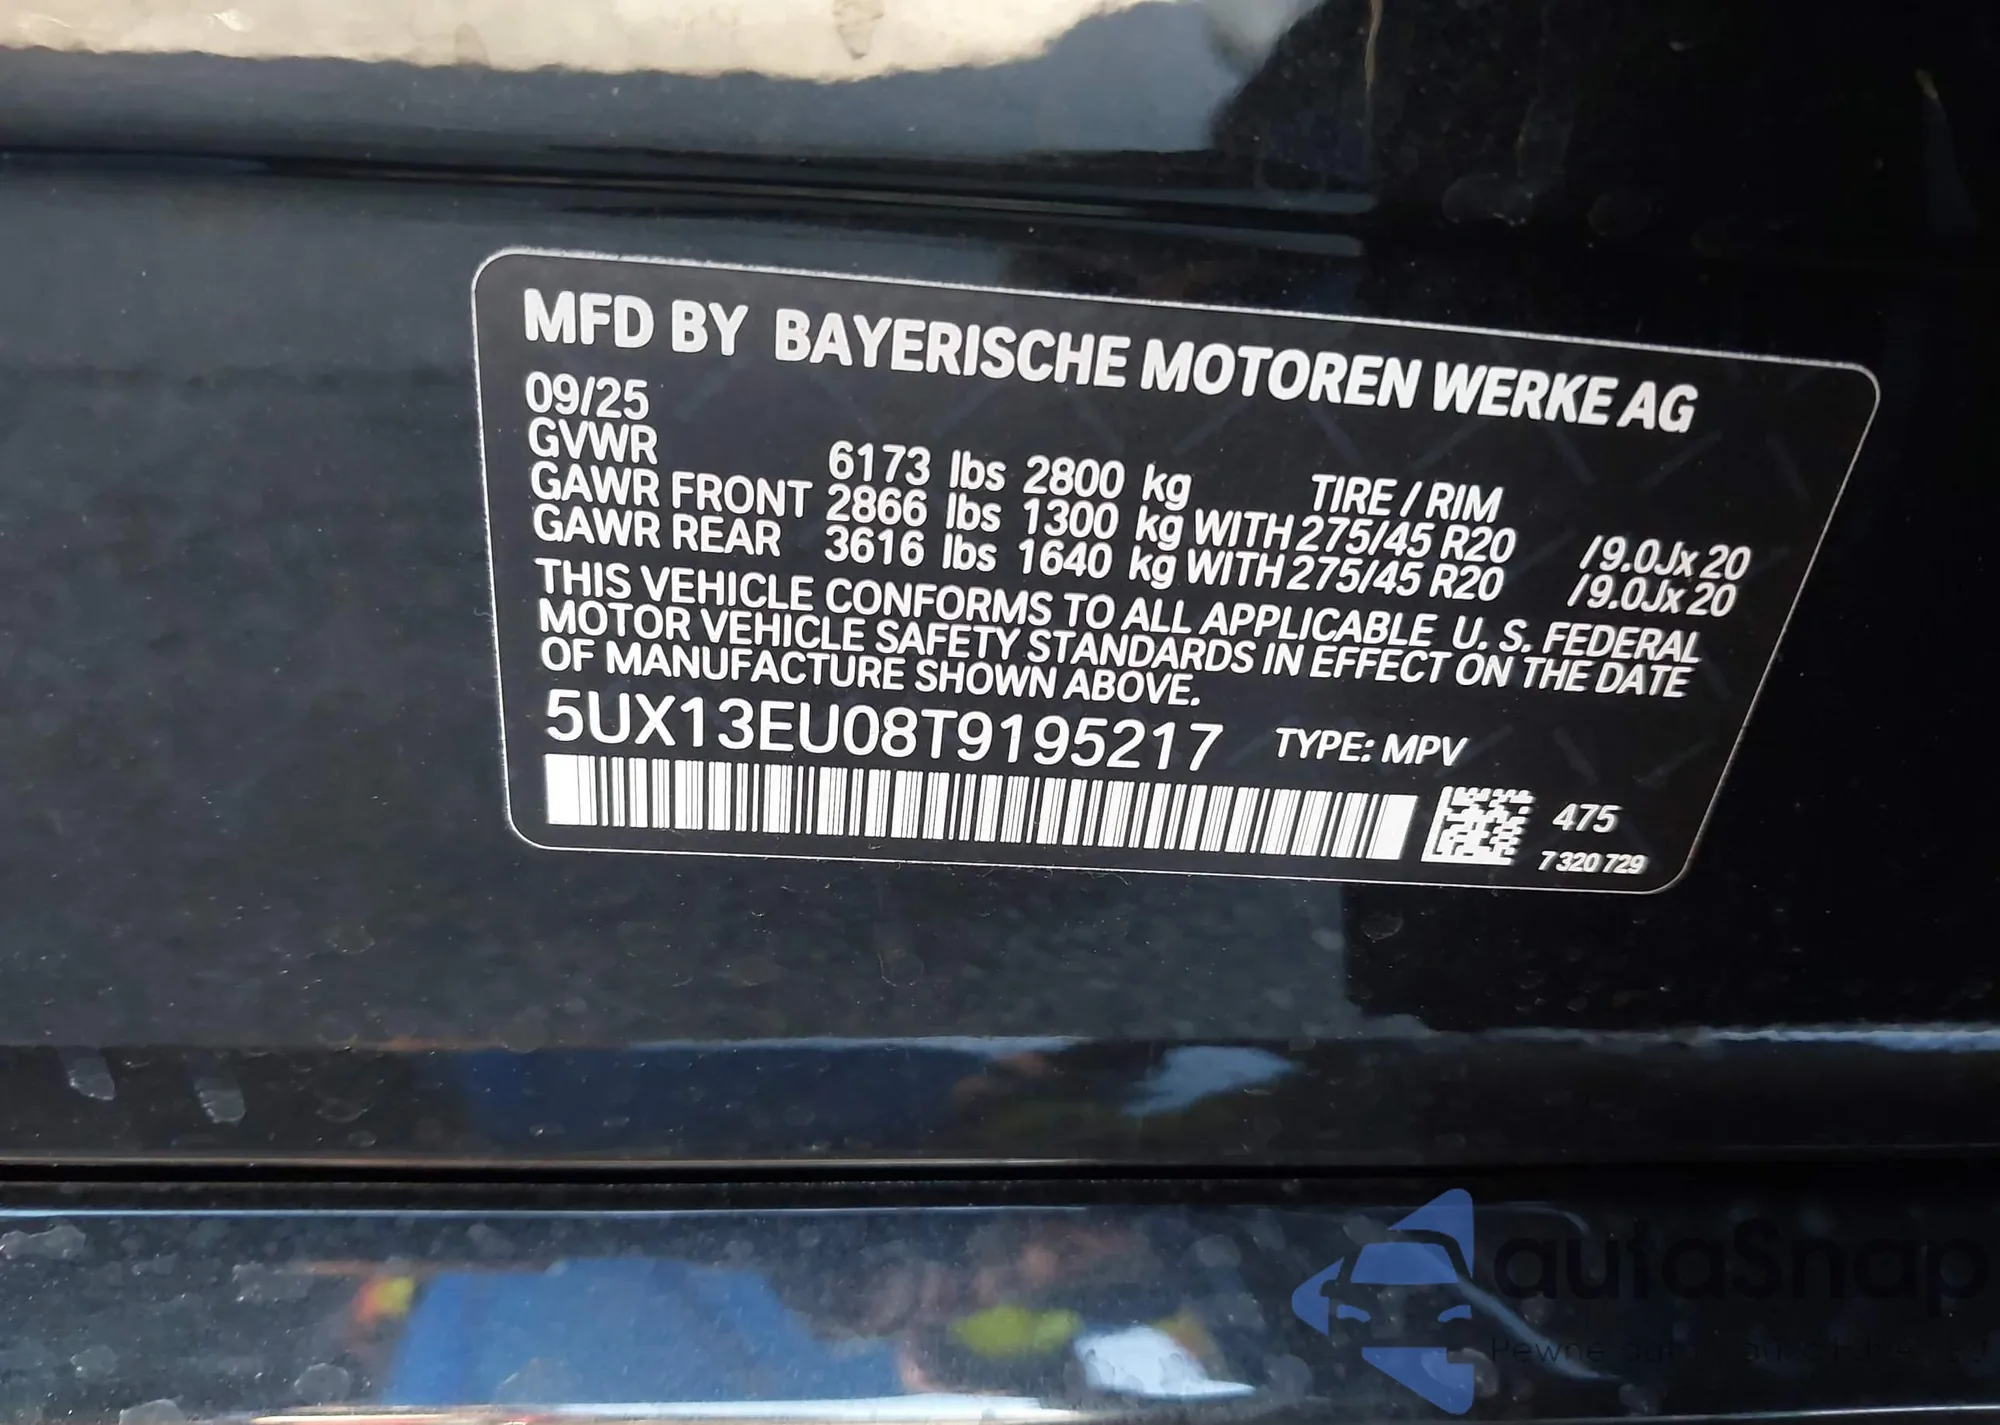 MFD BY BAYERISCHE MOTOREN WERKE AG
09/25
GVWR 6173 lbs 2800 kg TIRE / RIM
GAWR FRONT 2866 lbs 1300 kg WITH 275/45 R20 /9.0Jx20
GAWR REAR 3616 lbs 1640 kg WITH 275/45 R20 /9.0Jx20
THIS VEHICLE CONFORMS TO ALL APPLICABLE U. S. FEDERAL
MOTOR VEHICLE SAFETY STANDARDS IN EFFECT ON THE DATE
OF MANUFACTURE SHOWN ABOVE.
5UX13EU08T9195217 TYPE: MPV
475
7 320 729
autaSnap
Pewne auta